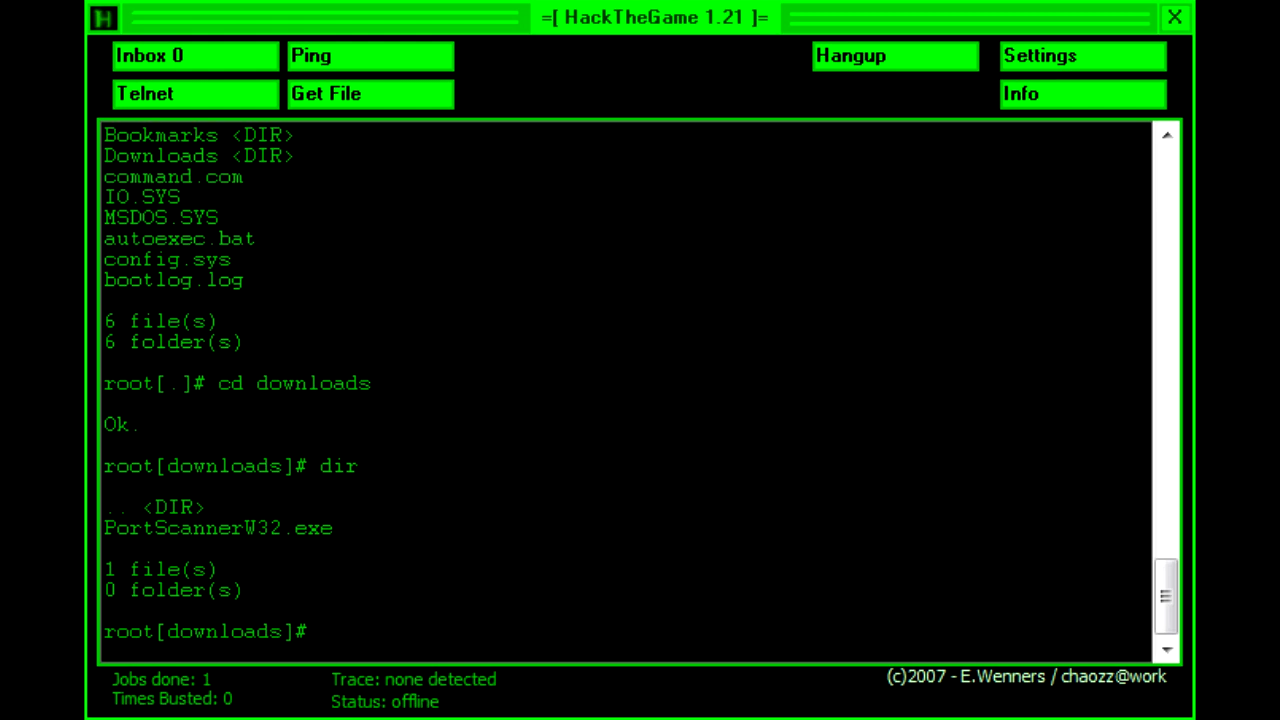 H
=[ HackTheGame 1.21 ]=
X
Inbox 0
Ping
Hangup
Settings
Telnet
Get File
Info
Bookmarks <DIR>
Downloads <DIR>
command.com
IO.SYS
MSDOS.SYS
autoexec.bat
config.sys
bootlog.log
6 file(s)
6 folder(s)
root[.]# cd downloads
Ok.
root[downloads]# dir
.. <DIR>
PortScannerW32.exe
1 file(s)
0 folder(s)
root[downloads]#
Jobs done: 1
Trace: none detected
(c)2007 - E.Wenners / chaozz@work
Times Busted: 0
Status: offline